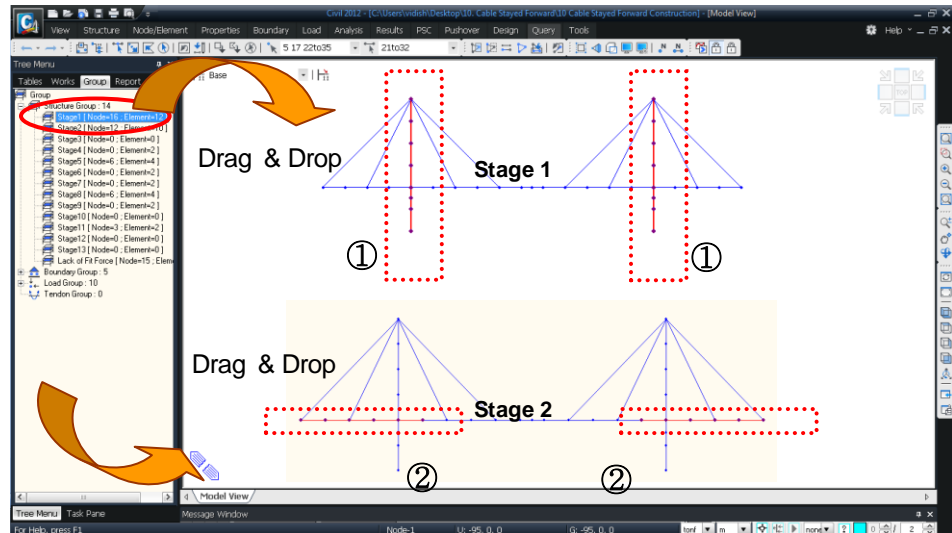 Civil 2012 - [C:\Users\vidish\Desktop\10. Cable Stayed Forward\10 Cable Stayed Forward Construction] - [Model View]
View Structure Node/Element Properties Boundary Load Analysis Results PSC Pushover Design Query Tools Help
5 17 22to35 21to32
Tree Menu
Tables Works Group Report
Base
Group
Structure Group : 14
Stage1 [ Node=16 ; Element=12 ]
Stage2 [ Node=12 ; Element=10 ]
Stage3 [ Node=0 ; Element=0 ]
Stage4 [ Node=0 ; Element=2 ]
Stage5 [ Node=6 ; Element=4 ]
Stage6 [ Node=0 ; Element=2 ]
Stage7 [ Node=0 ; Element=2 ]
Stage8 [ Node=6 ; Element=4 ]
Stage9 [ Node=0 ; Element=2 ]
Stage10 [ Node=0 ; Element=0 ]
Stage11 [ Node=3 ; Element=2 ]
Stage12 [ Node=0 ; Element=0 ]
Stage13 [ Node=0 ; Element=0 ]
Lack of Fit Force [ Node=15 ; Elem
Boundary Group : 5
Load Group : 10
Tendon Group : 0
TOP
Drag & Drop
Stage 1
① ①
Drag & Drop
Stage 2
② ②
Model View
Tree Menu Task Pane
Message Window
For Help, press F1 Node-1 U: -95, 0, 0 G: -95, 0, 0 tonf m none ? 0 / 2